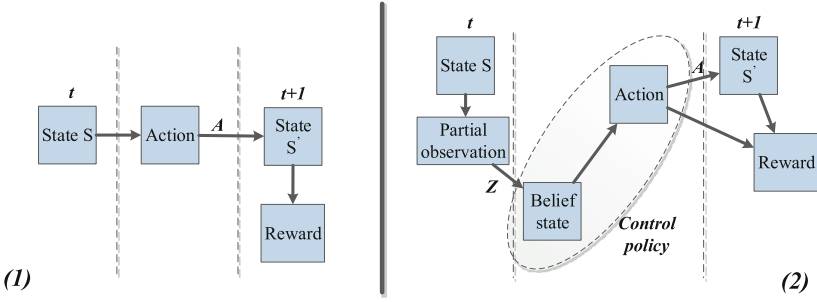 t
State S
Action
A
t+1
State
S'
Reward
(1)
t
State S
Partial
observation
Z
Belief
state
Action
A
Control
policy
t+1
State
S'
Reward
(2)